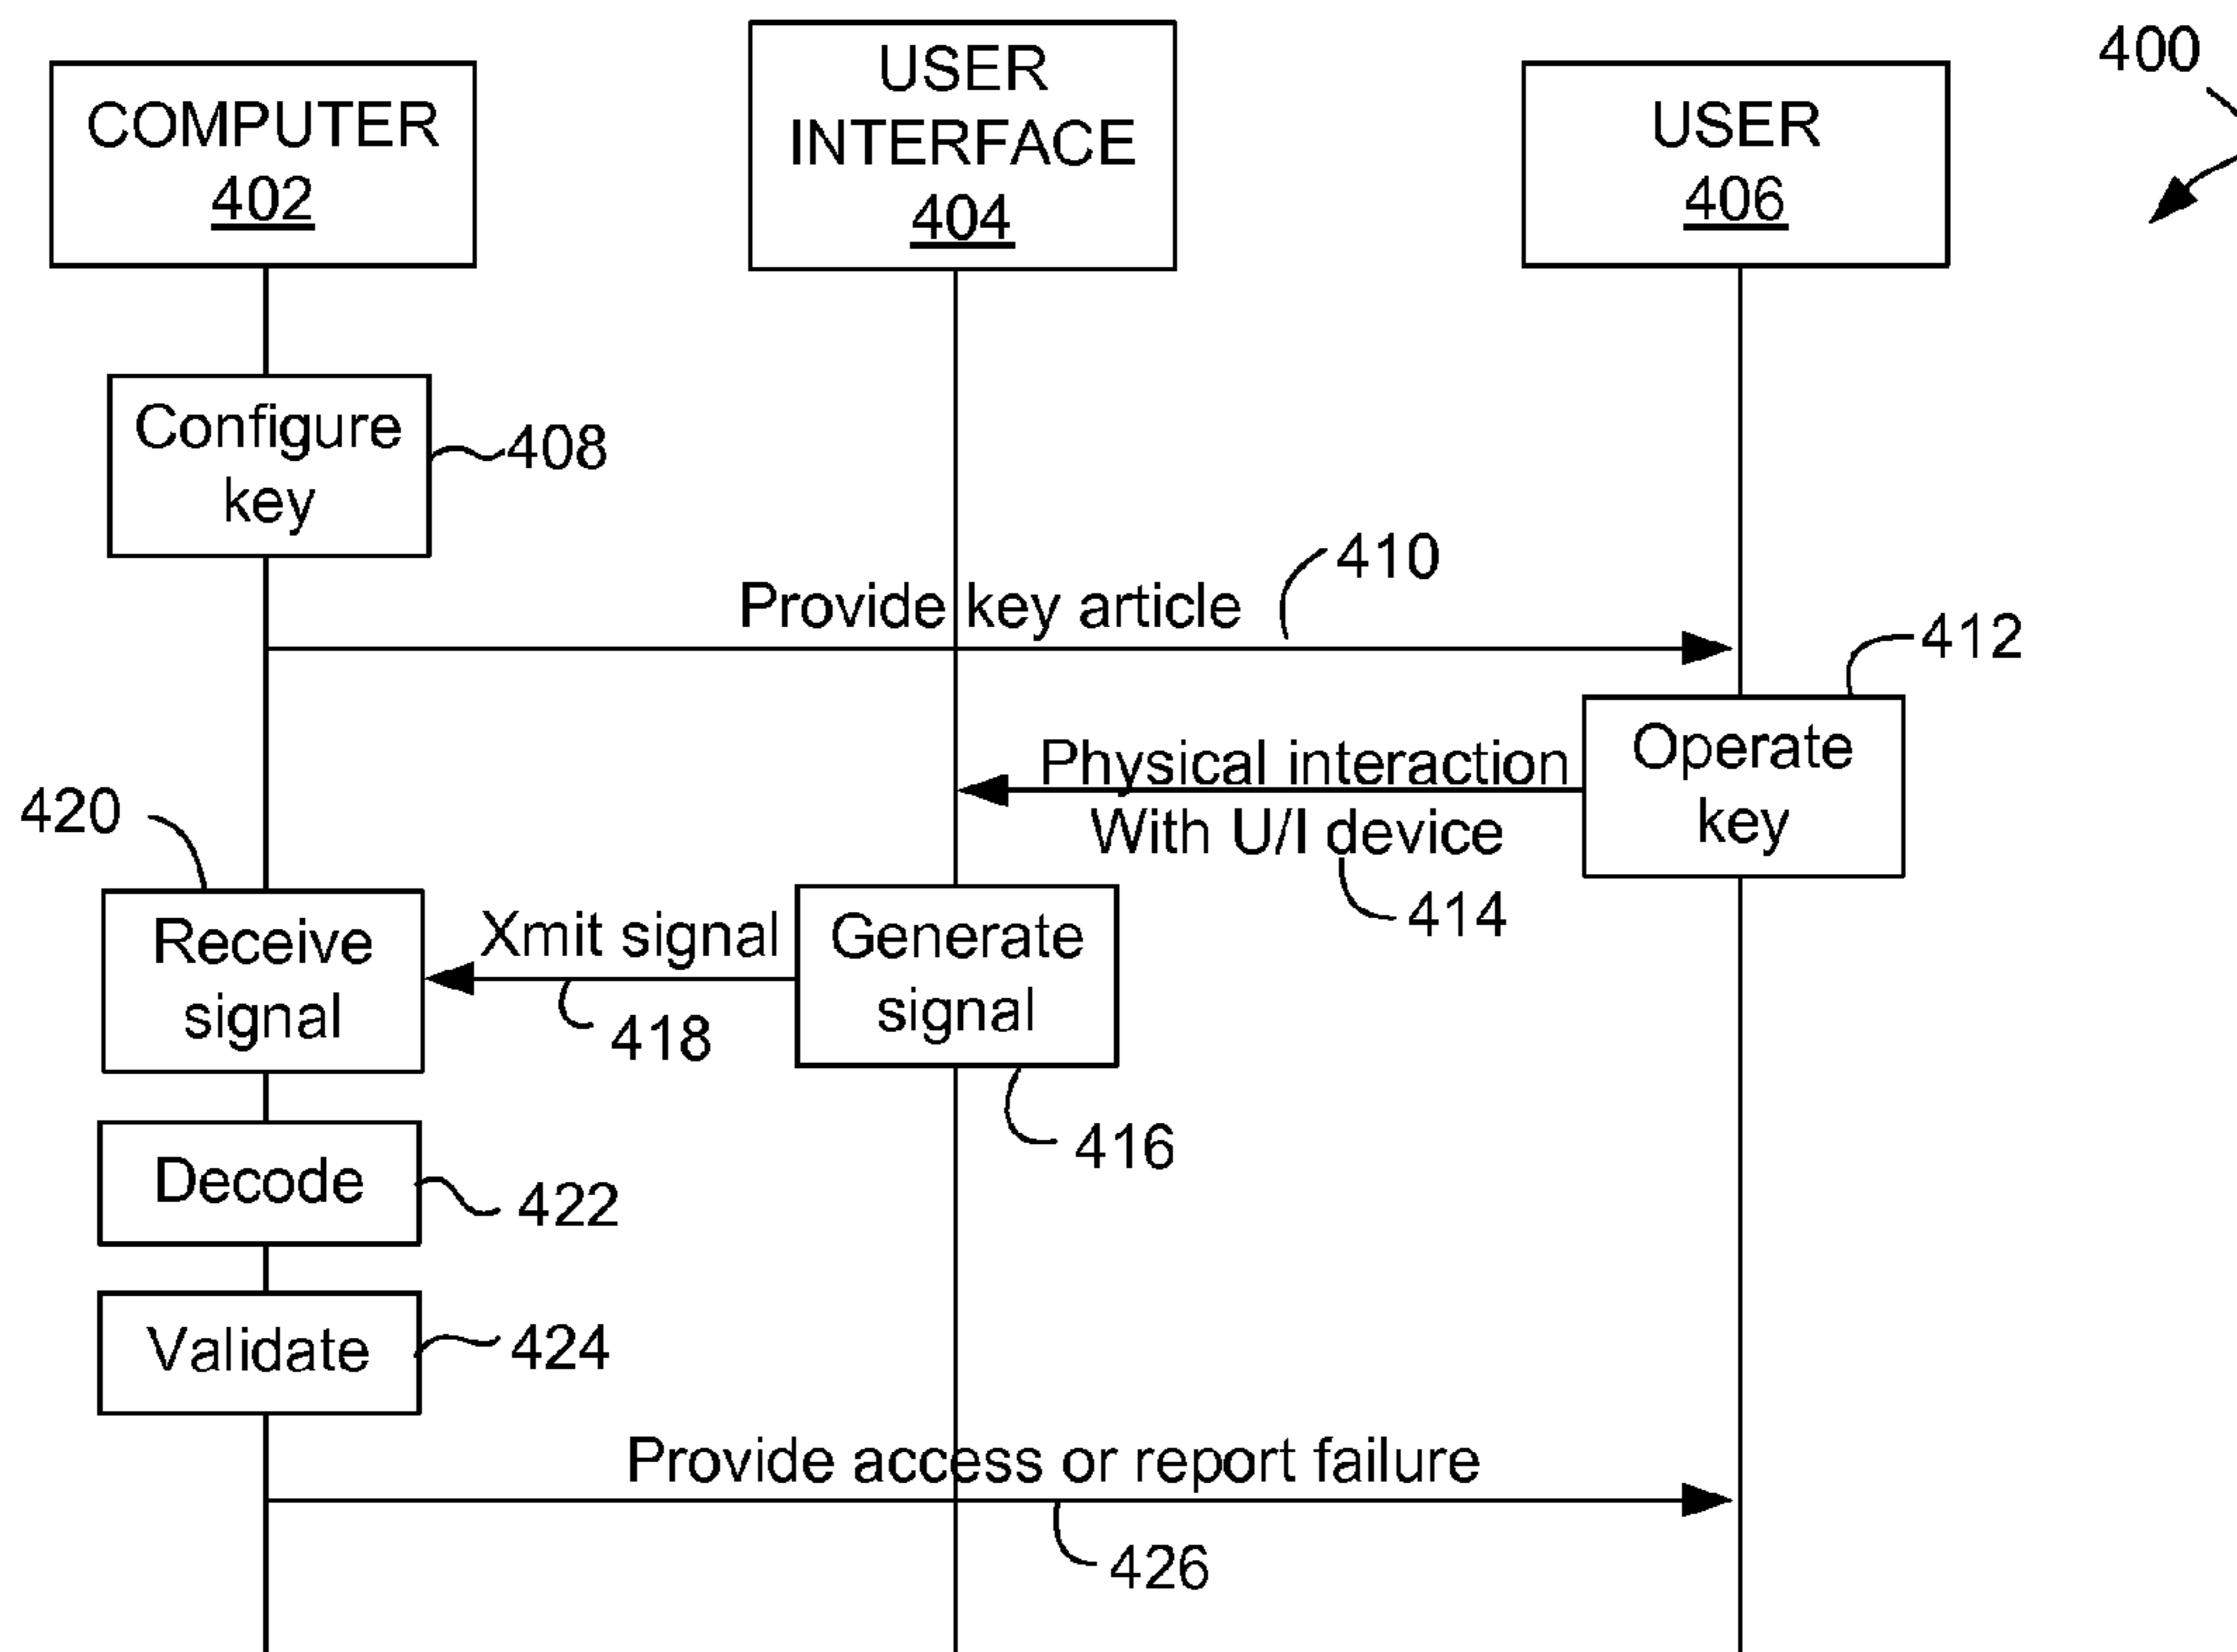 COMPUTER
402
USER
INTERFACE
404
USER
406
400
Configure
key
408
Provide key article
410
Operate
key
412
Physical interaction
With U/I device
414
420
Receive
signal
Xmit signal
418
Generate
signal
416
Decode
422
Validate
424
Provide access or report failure
426